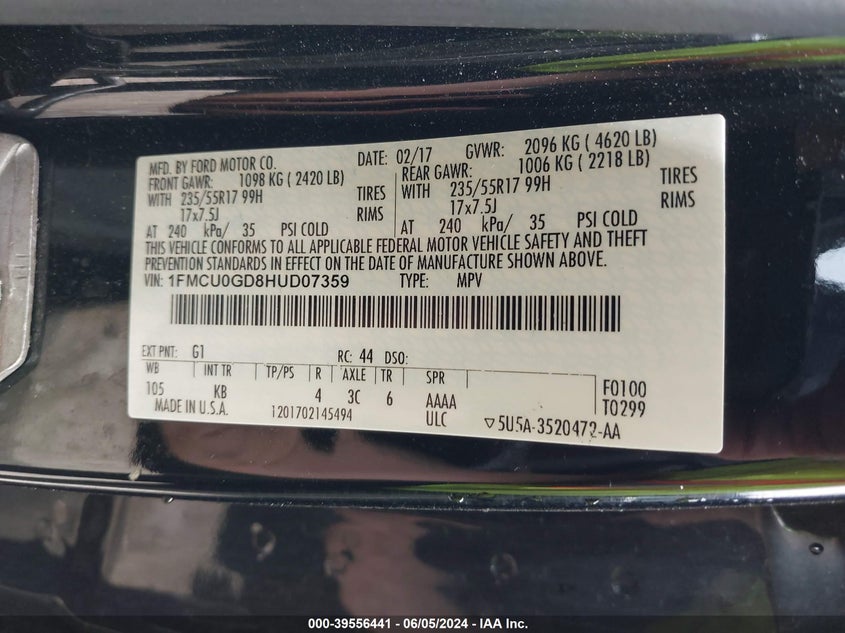 MFD. BY FORD MOTOR CO. DATE: 02/17 GVWR: 2096 KG ( 4620 LB)
FRONT GAWR: 1098 KG ( 2420 LB) REAR GAWR: 1006 KG ( 2218 LB)
WITH 235/55R17 99H TIRES WITH 235/55R17 99H TIRES
17x7.5J RIMS 17x7.5J RIMS
AT 240 kPa/ 35 PSI COLD AT 240 kPa/ 35 PSI COLD
THIS VEHICLE CONFORMS TO ALL APPLICABLE FEDERAL MOTOR VEHICLE SAFETY AND THEFT
PREVENTION STANDARDS IN EFFECT ON THE DATE OF MANUFACTURE SHOWN ABOVE.
VIN: 1FMCU0GD8HUD07359 TYPE: MPV
EXT PNT: G1 RC: 44 DSO:
WB INT TR TP/PS R AXLE TR SPR
105 KB 4 3C 6 AAAA F0100
MADE IN U.S.A. 1201702145494 ULC T0299
▽5U5A-3520472-AA
000-39556441 - 06/05/2024 - IAA Inc.